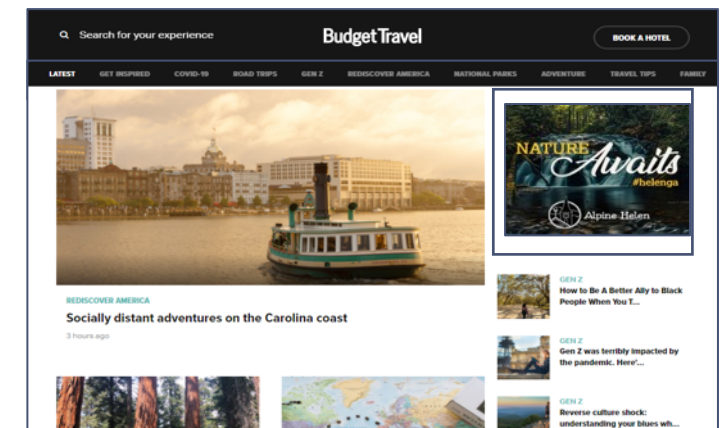 Search for your experience
Budget Travel
BOOK A HOTEL
LATEST GET INSPIRED COVID-19 ROAD TRIPS GEN Z REDISCOVER AMERICA NATIONAL PARKS ADVENTURE TRAVEL TIPS FAMILY
NATURE
Awaits
#helenga
Alpine Helen
REDISCOVER AMERICA
Socially distant adventures on the Carolina coast
3 hours ago
GEN Z
How to Be A Better Ally to Black
People When You T...
GEN Z
Gen Z was terribly impacted by
the pandemic. Here'...
GEN Z
Reverse culture shock:
understanding your blues wh...